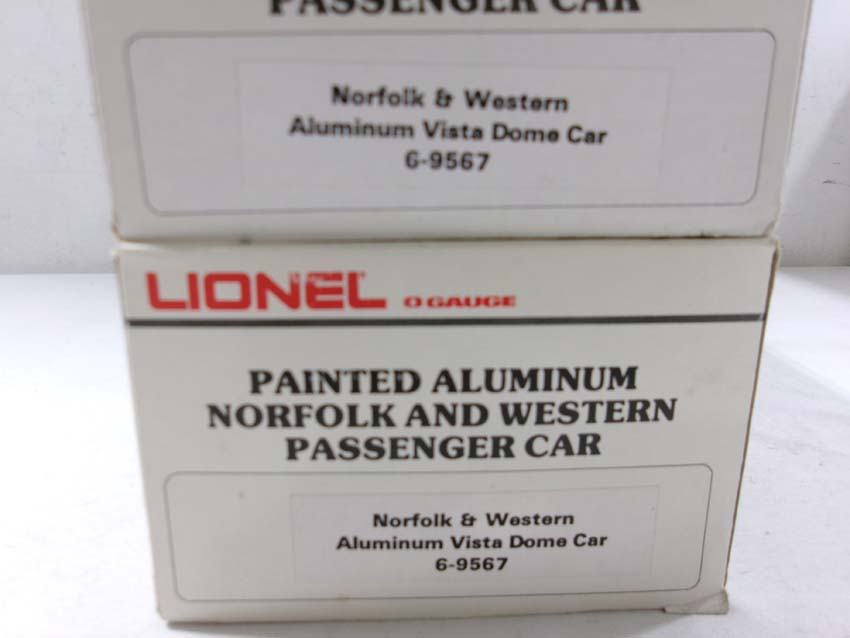 PASSENGER CAR
Norfolk & Western
Aluminum Vista Dome Car
6-9567
LIONEL O GAUGE
PAINTED ALUMINUM
NORFOLK AND WESTERN
PASSENGER CAR
Norfolk & Western
Aluminum Vista Dome Car
6-9567